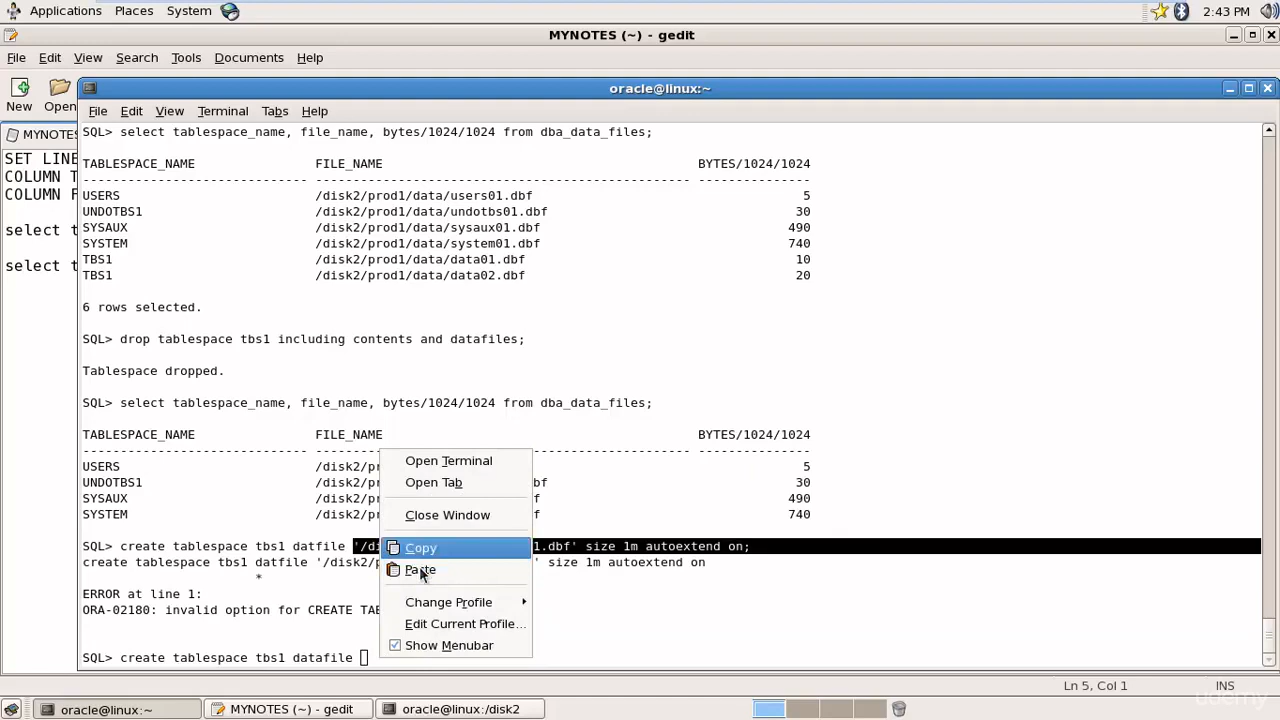 Applications Places System 2:43 PM
MYNOTES (~) - gedit
File Edit View Search Tools Documents Help
New Open
oracle@linux:~
File Edit View Terminal Tabs Help
MYNOTES
SET LINE
COLUMN T
COLUMN F
select t
select t
SQL> select tablespace_name, file_name, bytes/1024/1024 from dba_data_files;
TABLESPACE_NAME FILE_NAME BYTES/1024/1024
------------------------------ -------------------------------------------------- ---------------
USERS /disk2/prod1/data/users01.dbf 5
UNDOTBS1 /disk2/prod1/data/undotbs01.dbf 30
SYSAUX /disk2/prod1/data/sysaux01.dbf 490
SYSTEM /disk2/prod1/data/system01.dbf 740
TBS1 /disk2/prod1/data/data01.dbf 10
TBS1 /disk2/prod1/data/data02.dbf 20
6 rows selected.
SQL> drop tablespace tbs1 including contents and datafiles;
Tablespace dropped.
SQL> select tablespace_name, file_name, bytes/1024/1024 from dba_data_files;
TABLESPACE_NAME FILE_NAME BYTES/1024/1024
------------------------------ ---------------
USERS /disk2/pr f 5
UNDOTBS1 /disk2/pr bf 30
SYSAUX /disk2/pr f 490
SYSTEM /disk2/pr f 740
SQL> create tablespace tbs1 datfile '/di 1.dbf' size 1m autoextend on;
create tablespace tbs1 datfile '/disk2/p ' size 1m autoextend on
*
ERROR at line 1:
ORA-02180: invalid option for CREATE TAB
SQL> create tablespace tbs1 datafile
Open Terminal
Open Tab
Close Window
Copy
Paste
Change Profile
Edit Current Profile...
Show Menubar
Ln 5, Col 1 INS
udemy
oracle@linux:~ MYNOTES (~) - gedit oracle@linux:/disk2